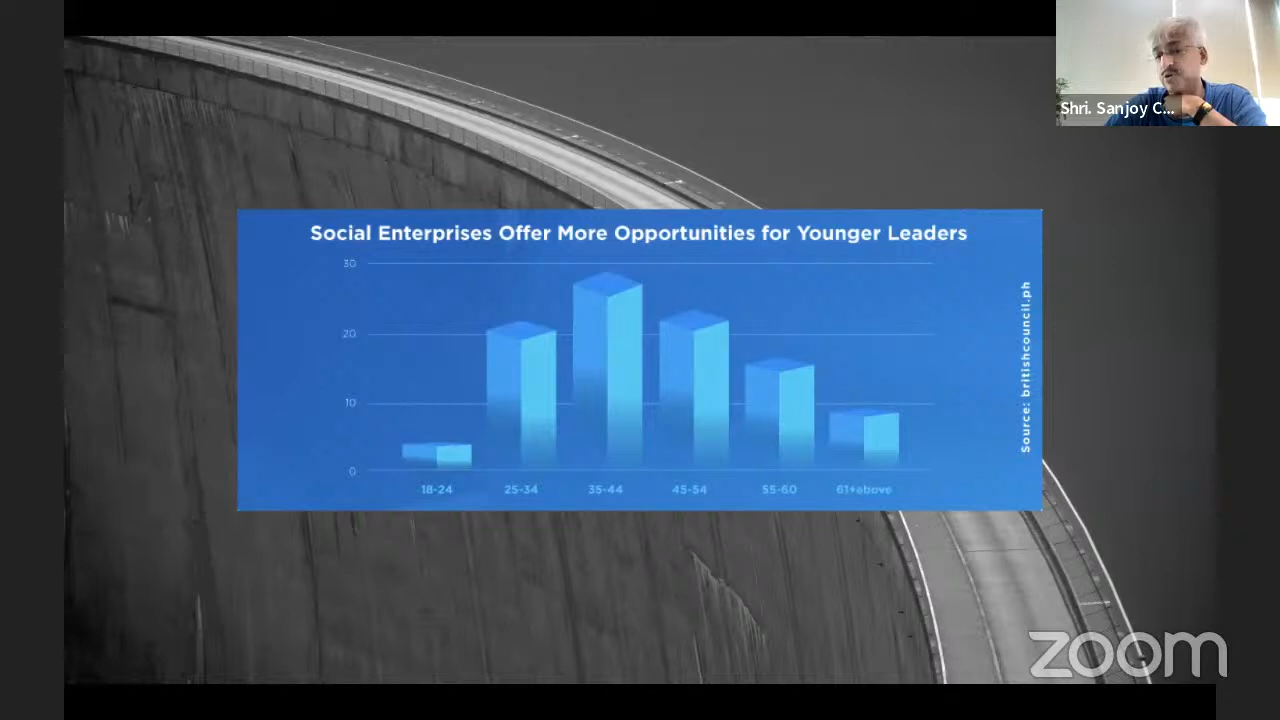 Shri. Sanjoy C...
Social Enterprises Offer More Opportunities for Younger Leaders
30
20
10
0
18-24
25-34
35-44
45-54
55-60
61+above
Source: britishcouncil.ph
zoom